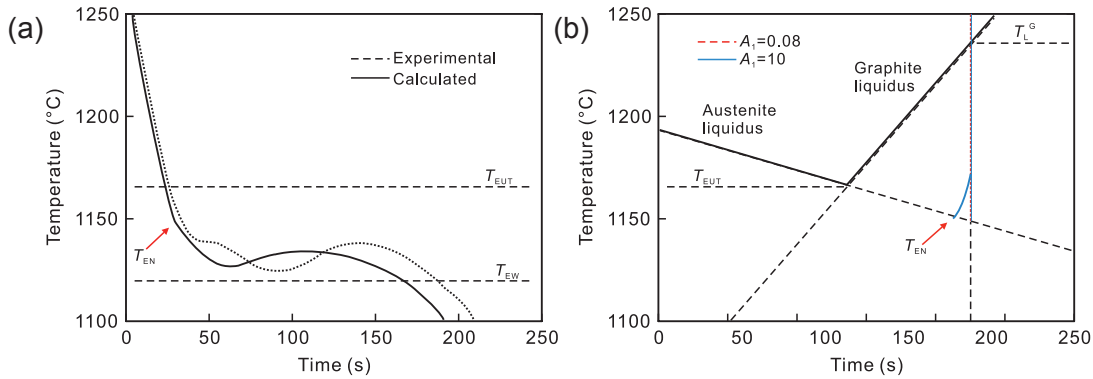 (a)
1250
1200
1150
1100
Temperature (°C)
Experimental
Calculated
T_EUT
T_EN
T_EW
0 50 100 150 200 250
Time (s)
(b)
1250
1200
1150
1100
Temperature (°C)
A₁=0.08
A₁=10
T_L^G
Graphite
liquidus
Austenite
liquidus
T_EUT
T_EN
0 50 100 150 200 250
Time (s)